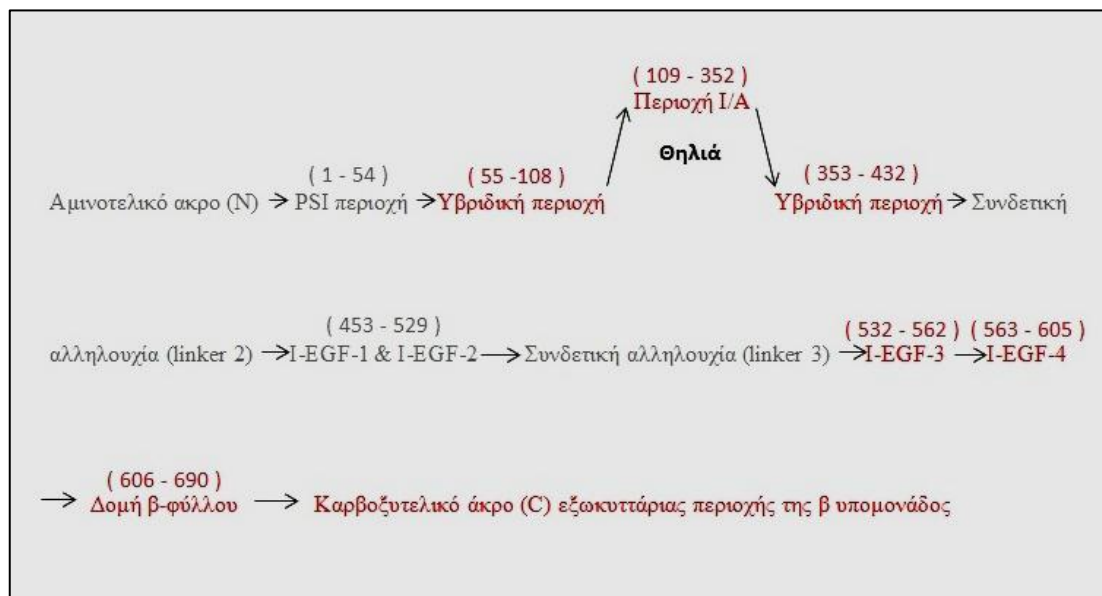 ( 109 - 352 )
Περιοχή I/A
Θηλιά
( 1 - 54 ) ( 55 -108 ) ( 353 - 432 )
Αμινοτελικό ακρο (N) → PSI περιοχή → Υβριδική περιοχή Υβριδική περιοχή → Συνδετική
( 453 - 529 ) ( 532 - 562 ) ( 563 - 605 )
αλληλουχία (linker 2) → I-EGF-1 & I-EGF-2 → Συνδετική αλληλουχία (linker 3) → I-EGF-3 → I-EGF-4
( 606 - 690 )
→ Δομή β-φύλλου → Καρβοξυτελικό άκρο (C) εξωκυττάριας περιοχής της β υπομονάδος